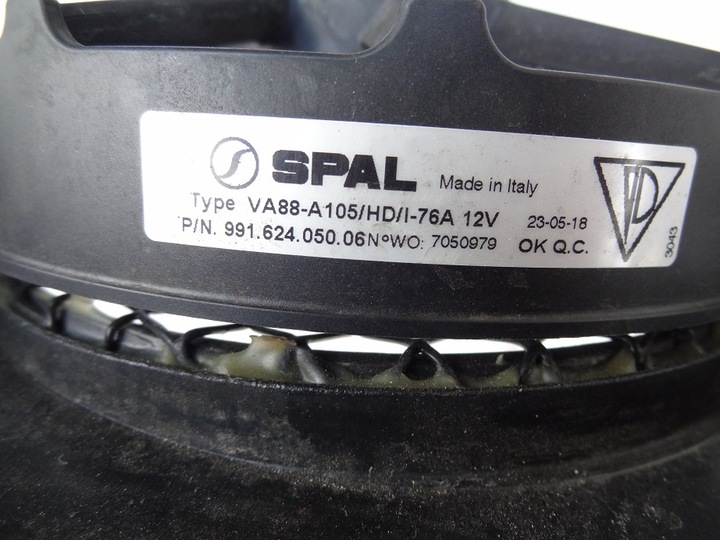 SPAL Made in Italy
Type VA88-A105/HD/I-76A 12V 23-05-18
P/N. 991.624.050.06 N°WO: 7050979 OK Q.C.
HD
3043